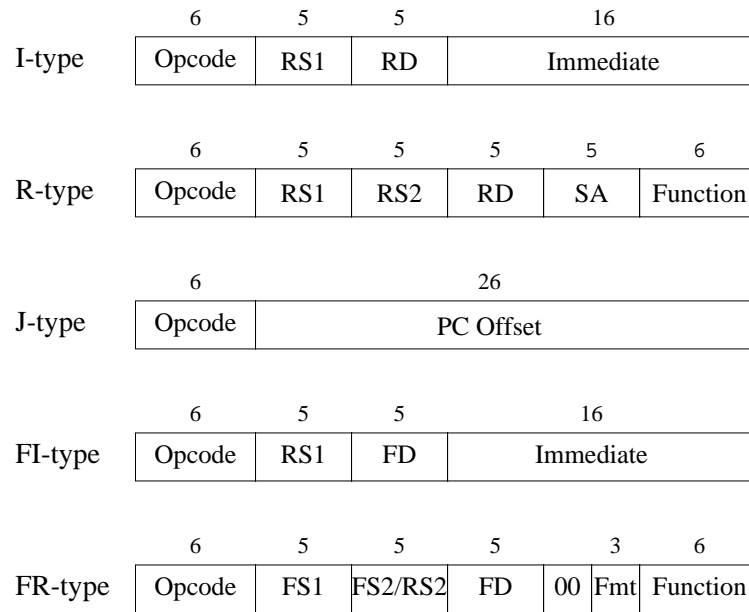 6 5 5 16
I-type Opcode RS1 RD Immediate
6 5 5 5 5 6
R-type Opcode RS1 RS2 RD SA Function
6 26
J-type Opcode PC Offset
6 5 5 16
FI-type Opcode RS1 FD Immediate
6 5 5 5 3 6
FR-type Opcode FS1 FS2/RS2 FD 00 Fmt Function